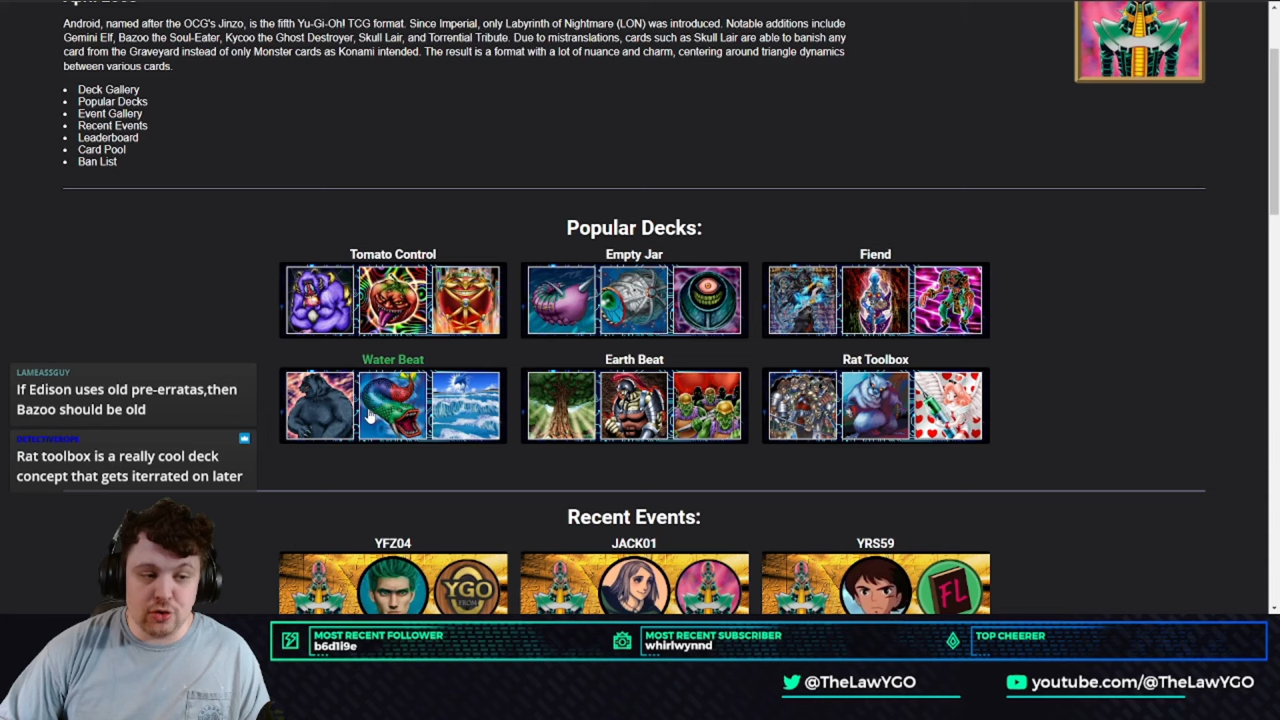 Android, named after the OCG's Jinzo, is the fifth Yu-Gi-Oh! TCG format. Since Imperial, only Labyrinth of Nightmare (LON) was introduced. Notable additions include
Gemini Elf, Bazoo the Soul-Eater, Kycoo the Ghost Destroyer, Skull Lair, and Torrential Tribute. Due to mistranslations, cards such as Skull Lair are able to banish any
card from the Graveyard instead of only Monster cards as Konami intended. The result is a format with a lot of nuance and charm, centering around triangle dynamics
between various cards.
Deck Gallery
Popular Decks
Event Gallery
Recent Events
Leaderboard
Card Pool
Ban List
Popular Decks:
Tomato Control
Empty Jar
Fiend
Water Beat
Earth Beat
Rat Toolbox
LAMEASSGUY
If Edison uses old pre-erratas,then
Bazoo should be old
Rat toolbox is a really cool deck
concept that gets iterrated on later
Recent Events:
YFZ04
JACK01
YRS59
YGO
FROM
FL
MOST RECENT FOLLOWER
b6d1i9e
MOST RECENT SUBSCRIBER
whirlwynnd
TOP CHEERER
@TheLawYGO
youtube.com/@TheLawYGO